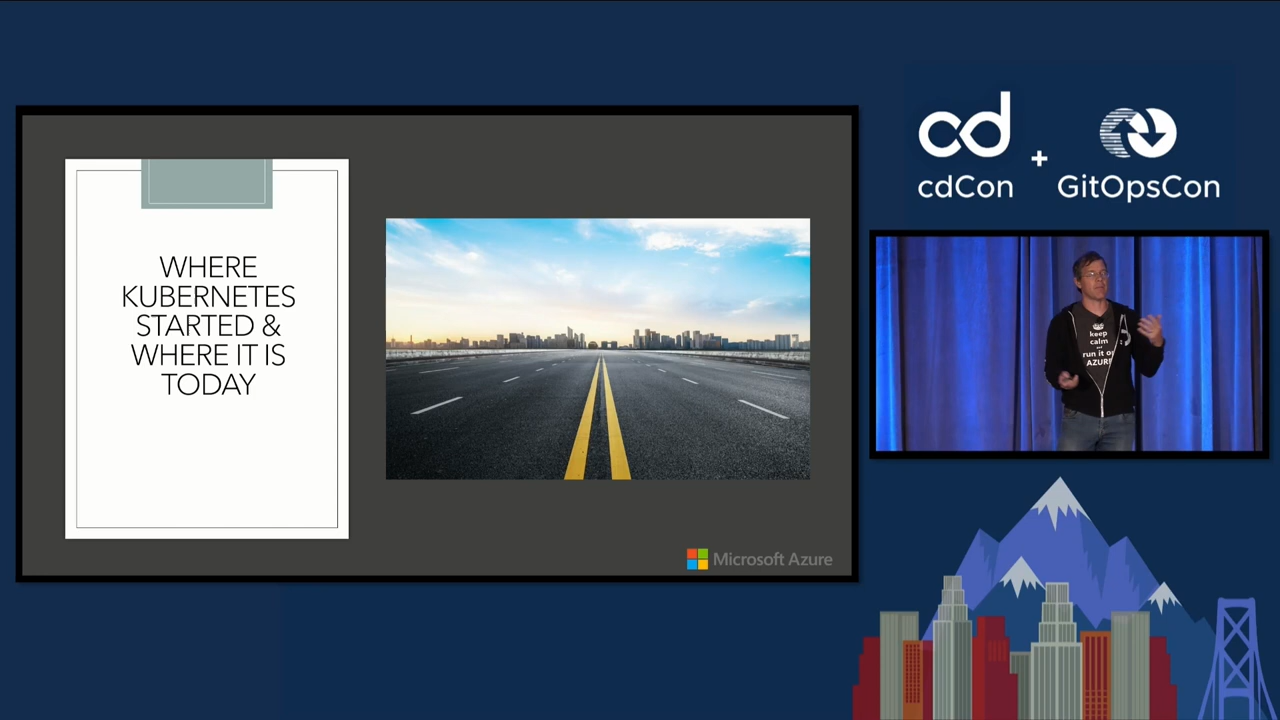 WHERE
KUBERNETES
STARTED &
WHERE IT IS
TODAY
Microsoft Azure
cd
cdCon
+
GitOpsCon
keep
calm
run it on
AZURE